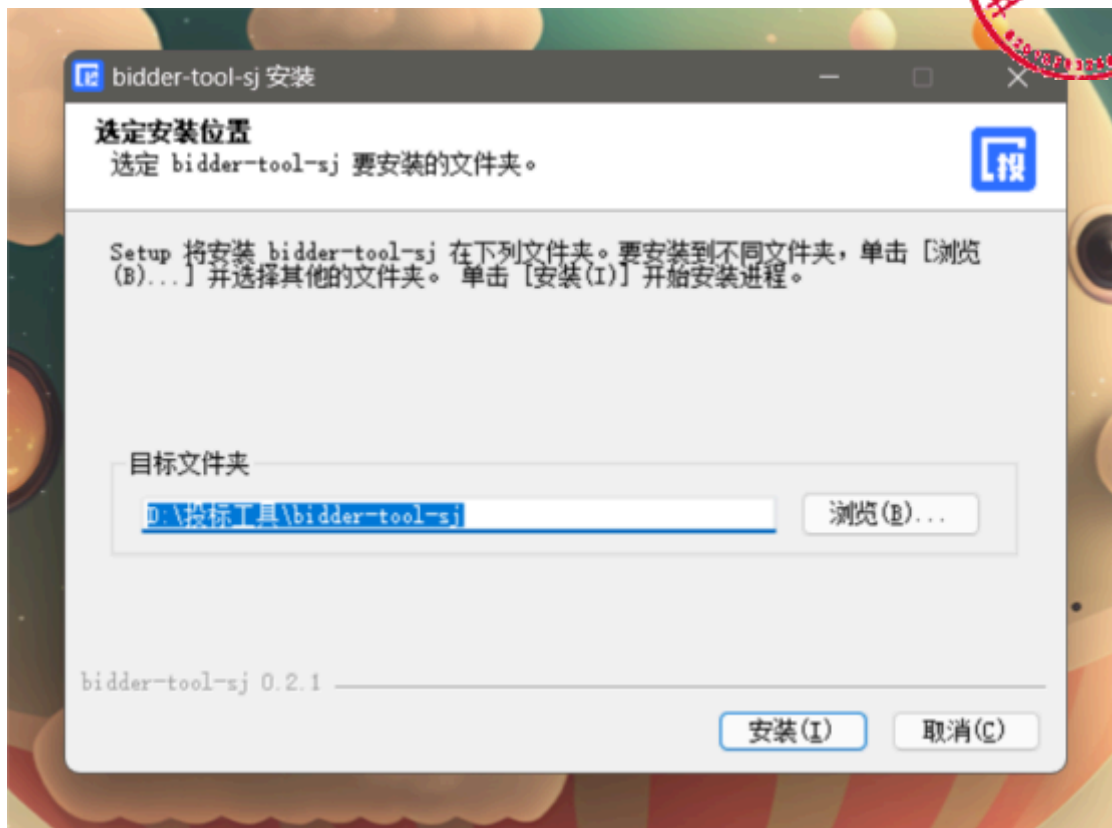 bidder-tool-sj 安装
选定安装位置
选定 bidder-tool-sj 要安装的文件夹。
投
Setup 将安装 bidder-tool-sj 在下列文件夹。要安装到不同文件夹，单击 [浏览
(B)...] 并选择其他的文件夹。 单击 [安装(I)] 开始安装进程。
目标文件夹
D:\投标工具\bidder-tool-sj
浏览(B)...
bidder-tool-sj 0.2.1
安装(I)
取消(C)